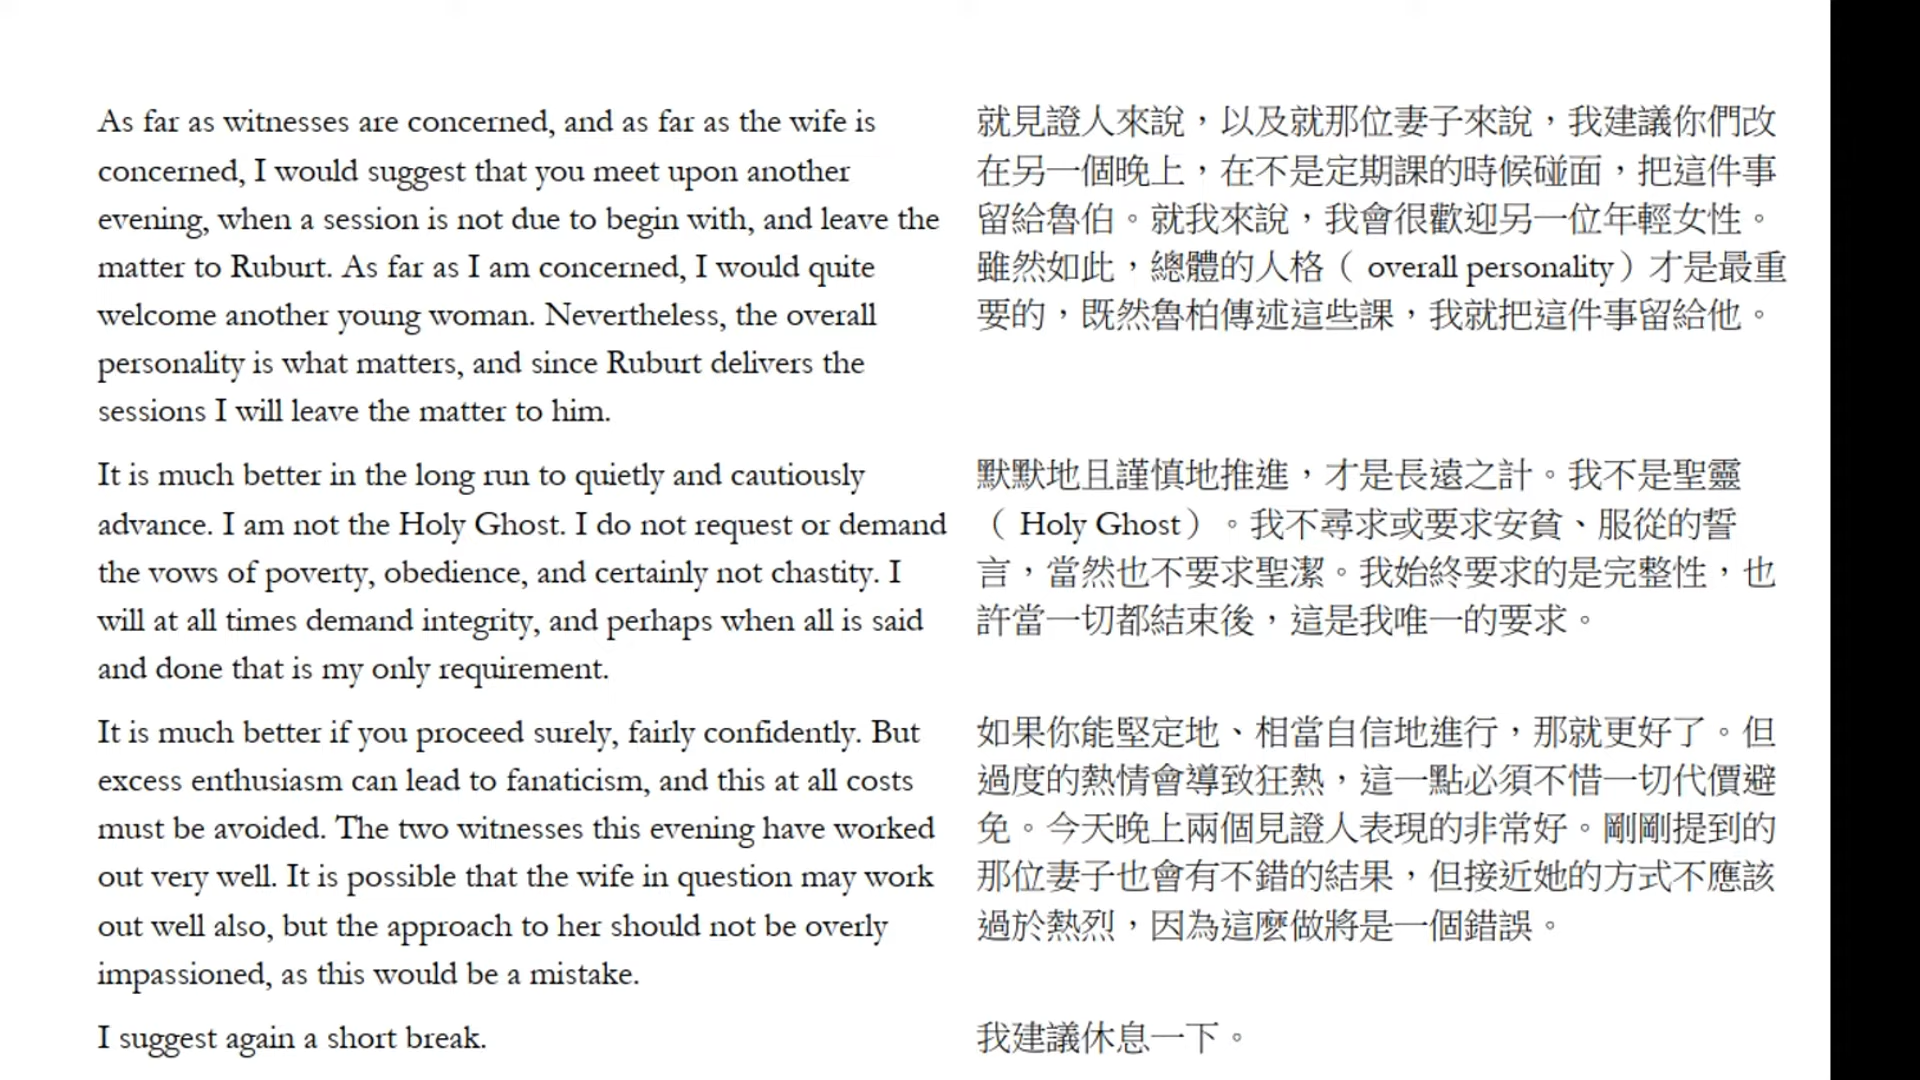 As far as witnesses are concerned, and as far as the wife is
concerned, I would suggest that you meet upon another
evening, when a session is not due to begin with, and leave the
matter to Ruburt. As far as I am concerned, I would quite
welcome another young woman. Nevertheless, the overall
personality is what matters, and since Ruburt delivers the
sessions I will leave the matter to him.
就見證人來說，以及就那位妻子來說，我建議你們改
在另一個晚上，在不是定期課的時候碰面，把這件事
留給魯伯。就我來說，我會很歡迎另一位年輕女性。
雖然如此，總體的人格（ overall personality）才是最重
要的，既然魯柏傳述這些課，我就把這件事留給他。
It is much better in the long run to quietly and cautiously
advance. I am not the Holy Ghost. I do not request or demand
the vows of poverty, obedience, and certainly not chastity. I
will at all times demand integrity, and perhaps when all is said
and done that is my only requirement.
默默地且謹慎地推進，才是長遠之計。我不是聖靈
（ Holy Ghost）。我不尋求或要求安貧、服從的誓
言，當然也不要求聖潔。我始終要求的是完整性，也
許當一切都結束後，這是我唯一的要求。
It is much better if you proceed surely, fairly confidently. But
excess enthusiasm can lead to fanaticism, and this at all costs
must be avoided. The two witnesses this evening have worked
out very well. It is possible that the wife in question may work
out well also, but the approach to her should not be overly
impassioned, as this would be a mistake.
如果你能堅定地、相當自信地進行，那就更好了。但
過度的熱情會導致狂熱，這一點必須不惜一切代價避
免。今天晚上兩個見證人表現的非常好。剛剛提到的
那位妻子也會有不錯的結果，但接近她的方式不應該
過於熱烈，因為這麼做將是一個錯誤。
I suggest again a short break.
我建議休息一下。